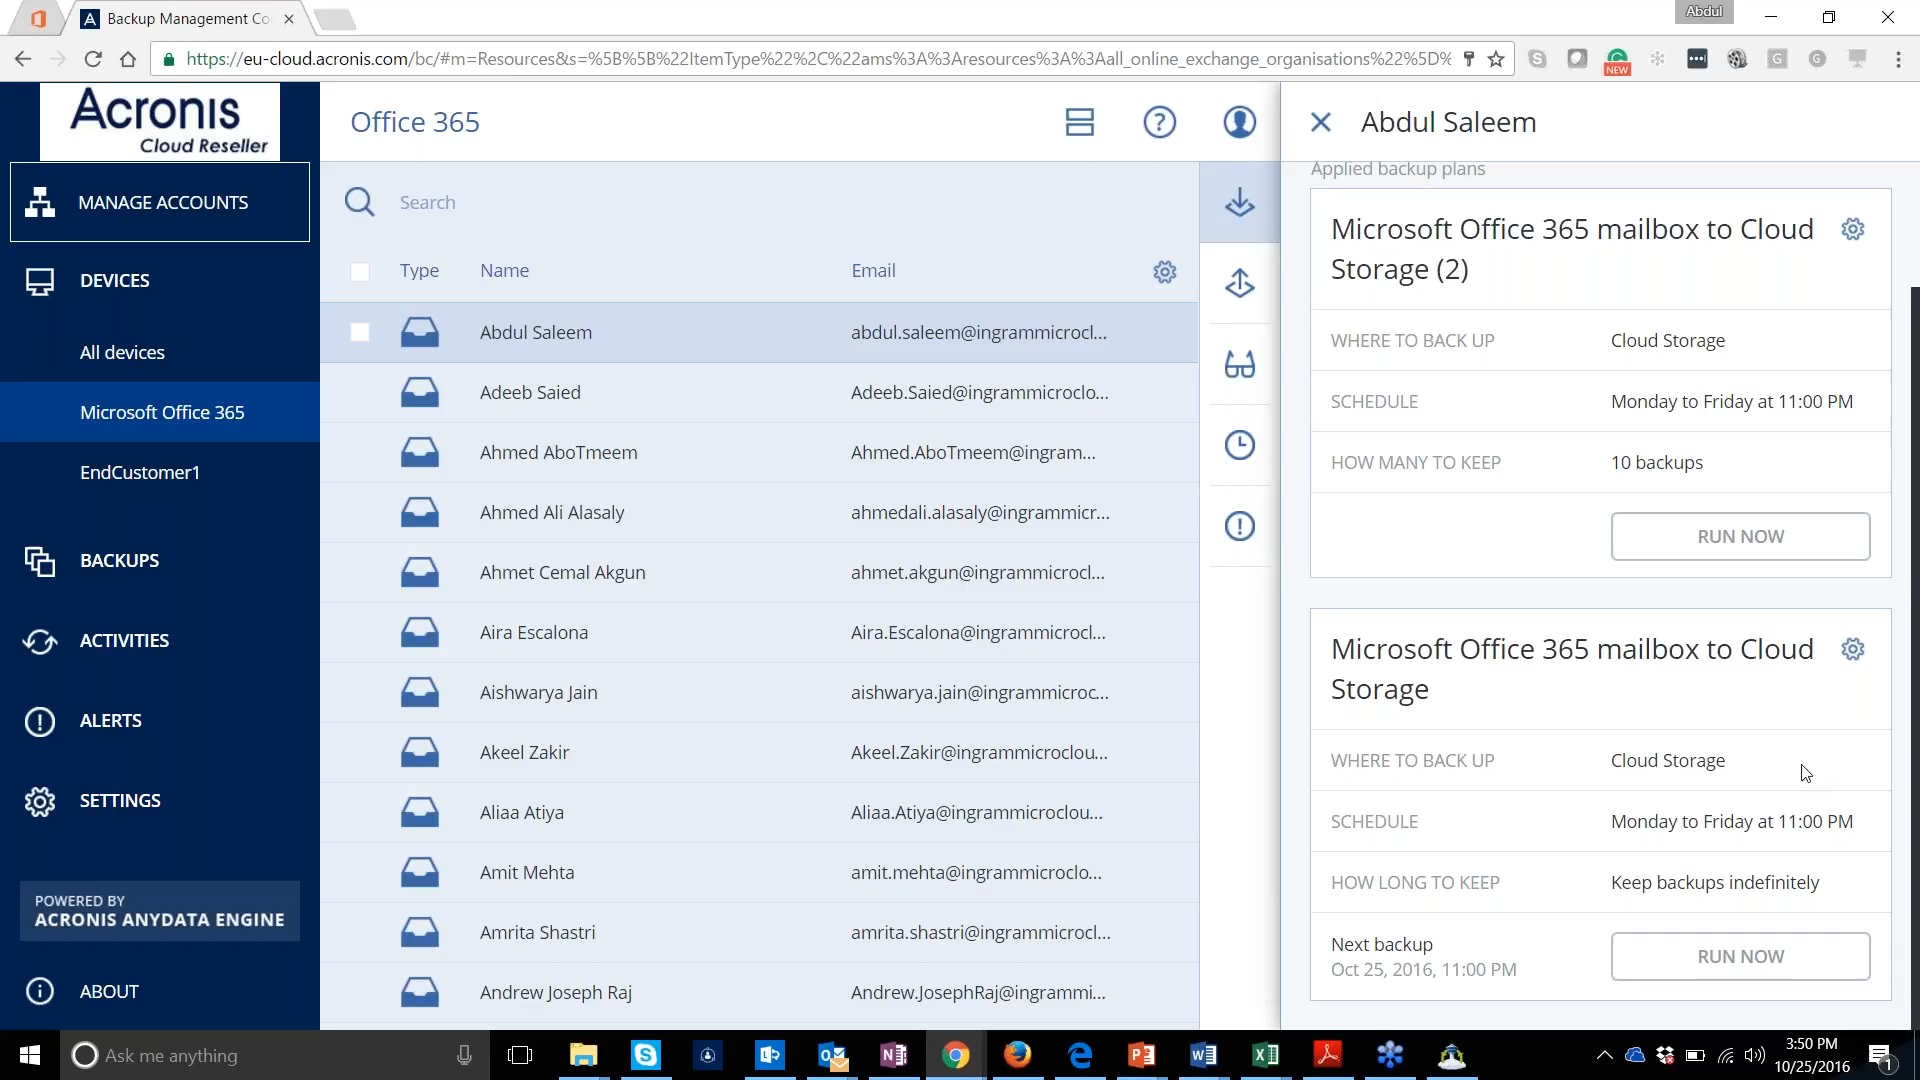 Backup Management Co
Abdul
https://eu-cloud.acronis.com/bc/#m=Resources&s=%5B%5B%22ItemType%22%2C%22ams%3A%3Aresources%3A%3Aall_online_exchange_organisations%22%5D%
NEW
Acronis
Cloud Reseller
MANAGE ACCOUNTS
DEVICES
All devices
Microsoft Office 365
EndCustomer1
BACKUPS
ACTIVITIES
ALERTS
SETTINGS
POWERED BY
ACRONIS ANYDATA ENGINE
ABOUT
Office 365
Search
Type Name Email
Abdul Saleem abdul.saleem@ingrammicrocl...
Adeeb Saied Adeeb.Saied@ingrammicroclo...
Ahmed AboTmeem Ahmed.AboTmeem@ingram...
Ahmed Ali Alasaly ahmedali.alasaly@ingrammicr...
Ahmet Cemal Akgun ahmet.akgun@ingrammicrocl...
Aira Escalona Aira.Escalona@ingrammicrocl...
Aishwarya Jain aishwarya.jain@ingrammicroc...
Akeel Zakir Akeel.Zakir@ingrammicroclou...
Aliaa Atiya Aliaa.Atiya@ingrammicroclou...
Amit Mehta amit.mehta@ingrammicroclo...
Amrita Shastri amrita.shastri@ingrammicrocl...
Andrew Joseph Raj Andrew.JosephRaj@ingrammi...
Abdul Saleem
Applied backup plans
Microsoft Office 365 mailbox to Cloud
Storage (2)
WHERE TO BACK UP Cloud Storage
SCHEDULE Monday to Friday at 11:00 PM
HOW MANY TO KEEP 10 backups
RUN NOW
Microsoft Office 365 mailbox to Cloud
Storage
WHERE TO BACK UP Cloud Storage
SCHEDULE Monday to Friday at 11:00 PM
HOW LONG TO KEEP Keep backups indefinitely
Next backup
Oct 25, 2016, 11:00 PM
RUN NOW
Ask me anything
3:50 PM
10/25/2016
1